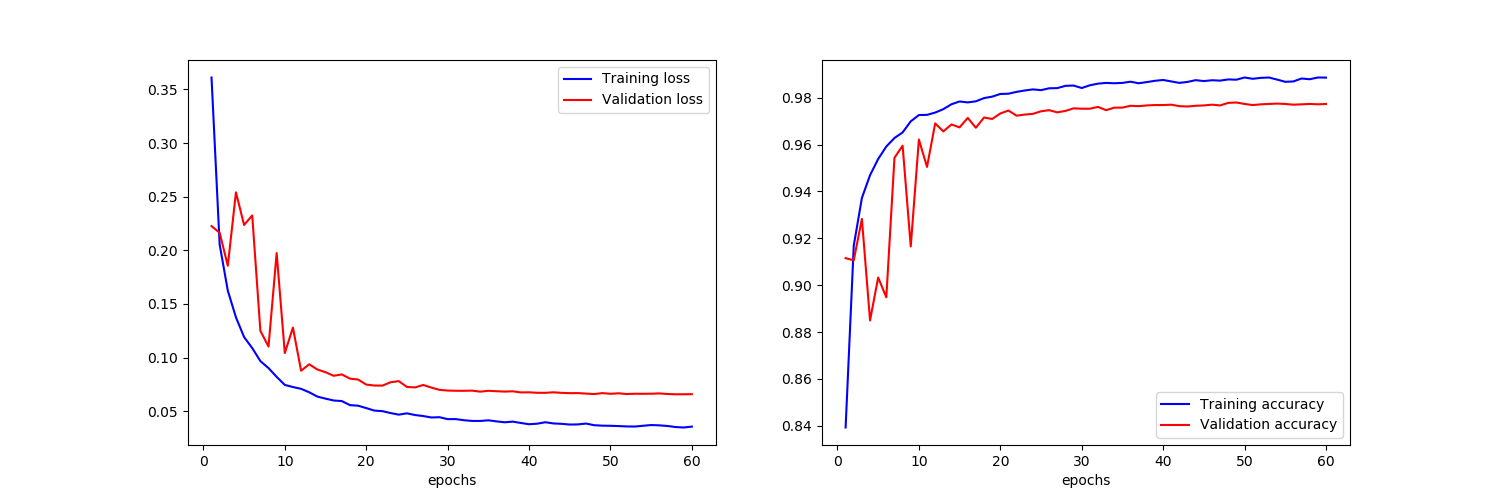 Training loss
Validation loss
0.35
0.30
0.25
0.20
0.15
0.10
0.05
0 10 20 30 40 50 60
epochs
0.98
0.96
0.94
0.92
0.90
0.88
0.86
0.84
Training accuracy
Validation accuracy
0 10 20 30 40 50 60
epochs